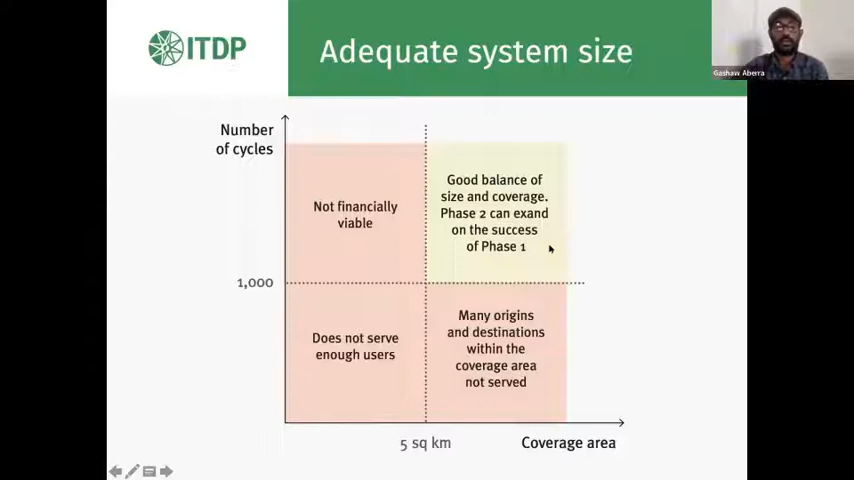 ITDP
Adequate system size
Gashaw Aberra
Number
of cycles
Not financially
viable
Good balance of
size and coverage.
Phase 2 can exand
on the success
of Phase 1
1,000
Does not serve
enough users
Many origins
and destinations
within the
coverage area
not served
5 sq km
Coverage area